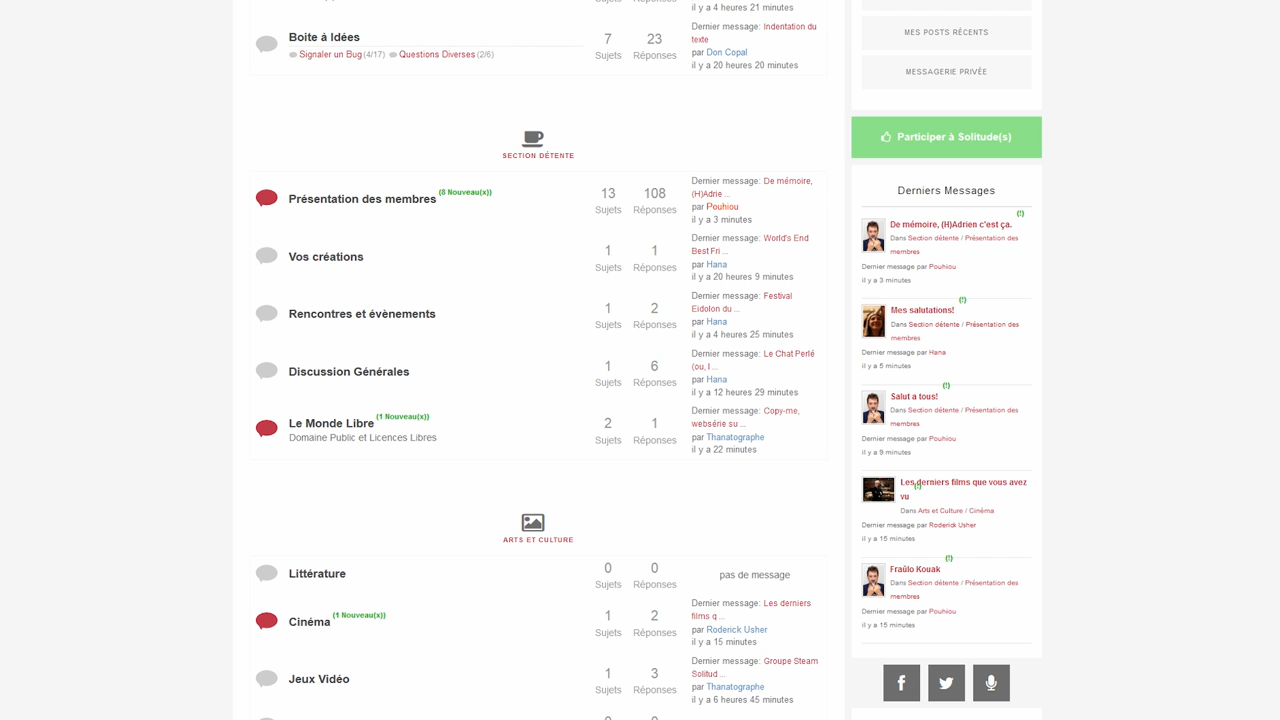 il y a 4 heures 21 minutes
Boite à Idées
Signaler un Bug (4/17) Questions Diverses (2/6)
7
Sujets
23
Réponses
Dernier message: Indentation du
texte
par Don Copal
il y a 20 heures 20 minutes
SECTION DÉTENTE
Présentation des membres (8 Nouveau(x))
13
Sujets
108
Réponses
Dernier message: De mémoire,
(H)Adrie ...
par Pouhiou
il y a 3 minutes
Vos créations
1
Sujets
1
Réponses
Dernier message: World's End
Best Fri ...
par Hana
il y a 20 heures 9 minutes
Rencontres et évènements
1
Sujets
2
Réponses
Dernier message: Festival
Eidolon du ...
par Hana
il y a 4 heures 25 minutes
Discussion Générales
1
Sujets
6
Réponses
Dernier message: Le Chat Perlé
(ou, l ...
par Hana
il y a 12 heures 29 minutes
Le Monde Libre (1 Nouveau(x))
Domaine Public et Licences Libres
2
Sujets
1
Réponses
Dernier message: Copy-me,
websérie su ...
par Thanatographe
il y a 22 minutes
ARTS ET CULTURE
Littérature
0
Sujets
0
Réponses
pas de message
Cinéma (1 Nouveau(x))
1
Sujets
2
Réponses
Dernier message: Les derniers
films q ...
par Roderick Usher
il y a 15 minutes
Jeux Vidéo
1
Sujets
3
Réponses
Dernier message: Groupe Steam
Solitud ...
par Thanatographe
il y a 6 heures 45 minutes
MES POSTS RÉCENTS
MESSAGERIE PRIVÉE
Participer à Solitude(s)
Derniers Messages
(!)
De mémoire, (H)Adrien c'est ça.
Dans Section détente / Présentation des
membres
Dernier message par Pouhiou
il y a 3 minutes
(!)
Mes salutations!
Dans Section détente / Présentation des
membres
Dernier message par Hana
il y a 5 minutes
(!)
Salut a tous!
Dans Section détente / Présentation des
membres
Dernier message par Pouhiou
il y a 9 minutes
Les derniers films que vous avez
(!)
vu
Dans Arts et Culture / Cinéma
Dernier message par Roderick Usher
il y a 15 minutes
(!)
Fraülo Kouak
Dans Section détente / Présentation des
membres
Dernier message par Pouhiou
il y a 15 minutes